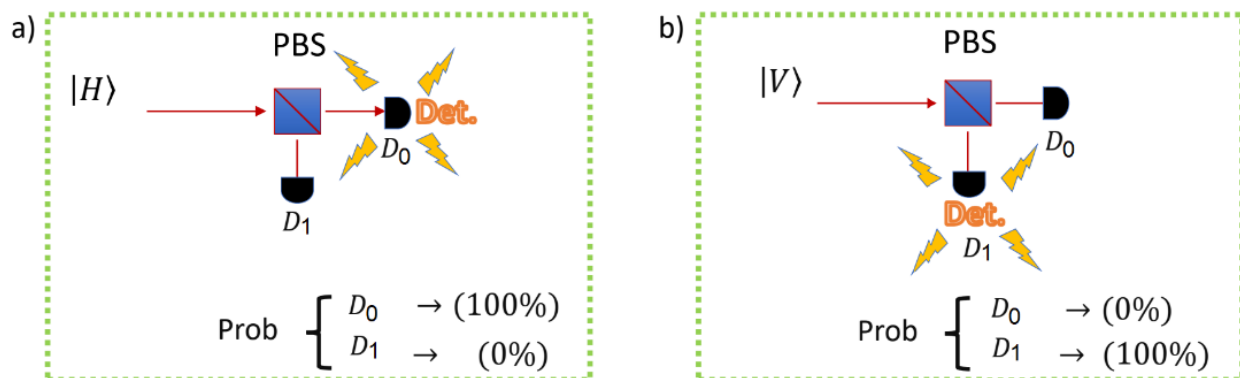 a)
PBS
|H⟩
Det.
D₀
D₁
Prob { D₀ → (100%)
D₁ → (0%)
b)
PBS
|V⟩
D₀
Det.
D₁
Prob { D₀ → (0%)
D₁ → (100%)